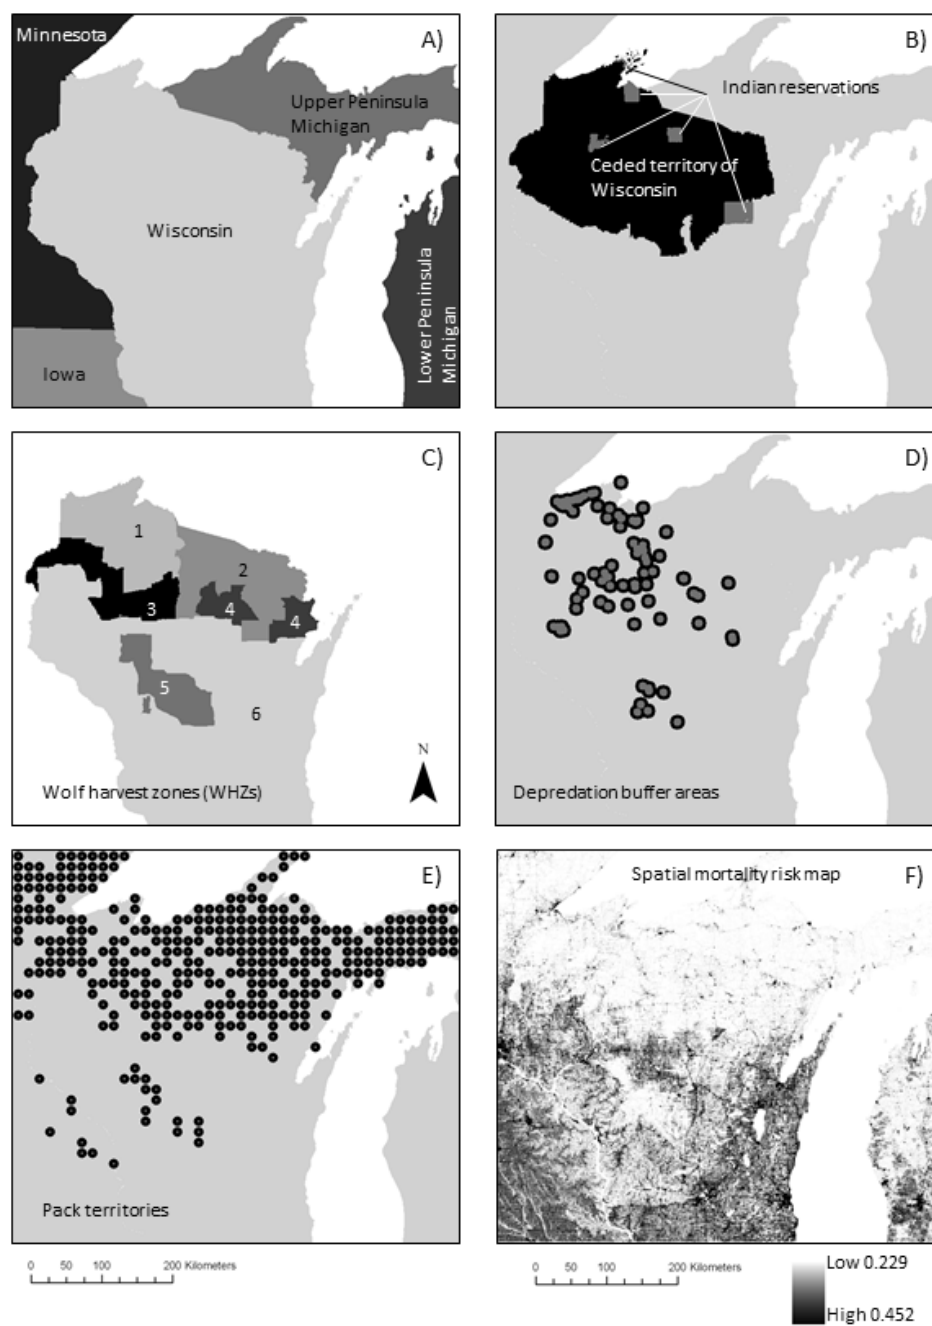 A)
Minnesota
Upper Peninsula
Michigan
Wisconsin
Lower Peninsula
Michigan
Iowa
B)
Indian reservations
Ceded territory of
Wisconsin
C)
1
2
3
4
4
5
6
N
Wolf harvest zones (WHZs)
D)
Depredation buffer areas
E)
Pack territories
Spatial mortality risk map
F)
0 50 100 200 Kilometers
0 50 100 200 Kilometers
Low 0.229
High 0.452